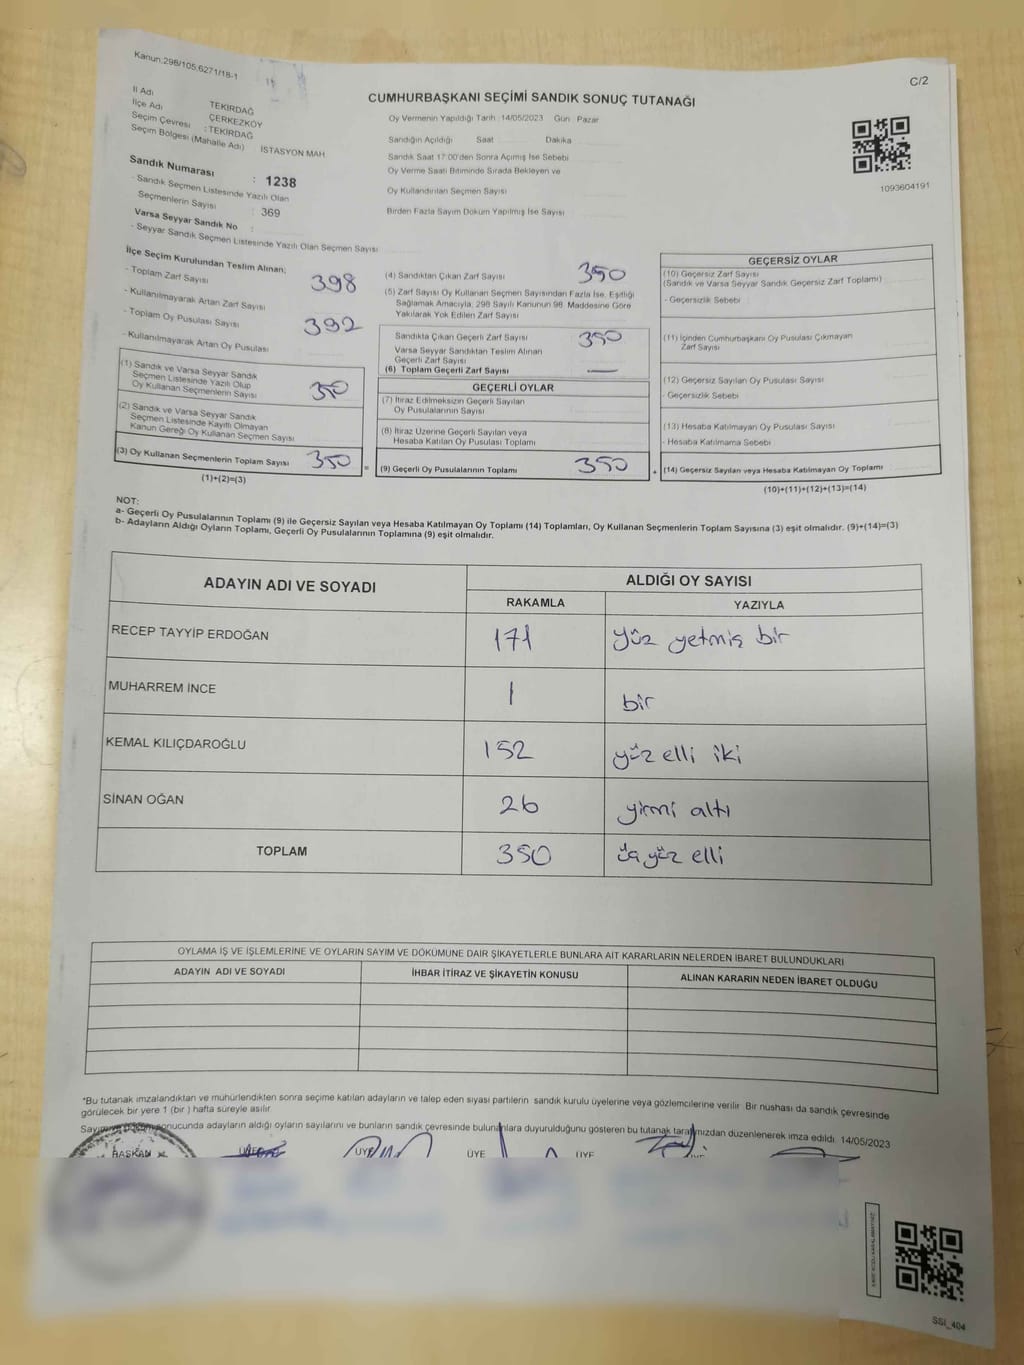 Kanun.298/105,6271/18-1
C/2
İl Adı TEKİRDAĞ
İlçe Adı ÇERKEZKÖY
Seçim Çevresi : TEKİRDAĞ
Seçim Bölgesi (Mahalle Adı) İSTASYON MAH
CUMHURBAŞKANI SEÇİMİ SANDIK SONUÇ TUTANAĞI
Oy Vermenin Yapıldığı Tarih :14/05/2023 Gün : Pazar
Sandığın Açıldığı Saat Dakika
Sandık Saat 17:00'den Sonra Açımış İse Sebebi
Oy Verme Saati Bitiminde Sırada Bekleyen ve
Oy Kullandırılan Seçmen Sayısı
Birden Fazla Sayım Döküm Yapılmış İse Sayısı
1093604191
Sandık Numarası : 1238
- Sandık Seçmen Listesinde Yazılı Olan
Seçmenlerin Sayısı : 369
Varsa Seyyar Sandık No :
- Seyyar Sandık Seçmen Listesinde Yazılı Olan Seçmen Sayısı
İlçe Seçim Kurulundan Teslim Alınan;
- Toplam Zarf Sayısı 398
- Kullanılmayarak Artan Zarf Sayısı
- Toplam Oy Pusulası Sayısı 392
- Kullanılmayarak Artan Oy Pusulası
(1) Sandık ve Varsa Seyyar Sandık
Seçmen Listesinde Yazılı Olup
Oy Kullanan Seçmenlerin Sayısı 350
(2) Sandık ve Varsa Seyyar Sandık
Seçmen Listesinde Kayıtlı Olmayan
Kanun Gereği Oy Kullanan Seçmen Sayısı
(3) Oy Kullanan Seçmenlerin Toplam Sayısı 350 =
(1)+(2)=(3)
(4) Sandıktan Çıkan Zarf Sayısı 350
(5) Zarf Sayısı Oy Kullanan Seçmen Sayısından Fazla İse, Eşitliği
Sağlamak Amacıyla, 298 Sayılı Kanunun 98. Maddesine Göre
Yakılarak Yok Edilen Zarf Sayısı
Sandıkta Çıkan Geçerli Zarf Sayısı 350
Varsa Seyyar Sandıktan Teslim Alınan
Geçerli Zarf Sayısı
(6) Toplam Geçerli Zarf Sayısı —
GEÇERLİ OYLAR
(7) İtiraz Edilmeksizin Geçerli Sayılan
Oy Pusulalarının Sayısı
(8) İtiraz Üzerine Geçerli Sayılan veya
Hesaba Katılan Oy Pusulası Toplamı
(9) Geçerli Oy Pusulalarının Toplamı 350 +
GEÇERSİZ OYLAR
(10) Geçersiz Zarf Sayısı
(Sandık ve Varsa Seyyar Sandık Geçersiz Zarf Toplamı)
- Geçersizlik Sebebi
(11) İçinden Cumhurbaşkanı Oy Pusulası Çıkmayan
Zarf Sayısı
(12) Geçersiz Sayılan Oy Pusulası Sayısı
- Geçersizlik Sebebi
(13) Hesaba Katılmayan Oy Pusulası Sayısı
- Hesaba Katılmama Sebebi
(14) Geçersiz Sayılan veya Hesaba Katılmayan Oy Toplamı
(10)+(11)+(12)+(13)=(14)
NOT:
a- Geçerli Oy Pusulalarının Toplamı (9) ile Geçersiz Sayılan veya Hesaba Katılmayan Oy Toplamı (14) Toplamları, Oy Kullanan Seçmenlerin Toplam Sayısına (3) eşit olmalıdır. (9)+(14)=(3)
b- Adayların Aldığı Oyların Toplamı, Geçerli Oy Pusulalarının Toplamına (9) eşit olmalıdır.
ADAYIN ADI VE SOYADI ALDIĞI OY SAYISI
RAKAMLA YAZIYLA
RECEP TAYYİP ERDOĞAN 171 yüz yetmiş bir
MUHARREM İNCE 1 bir
KEMAL KILIÇDAROĞLU 152 yüz elli iki
SİNAN OĞAN 26 yirmi altı
TOPLAM 350 üç yüz elli
OYLAMA İŞ VE İŞLEMLERİNE VE OYLARIN SAYIM VE DÖKÜMÜNE DAİR ŞİKAYETLERLE BUNLARA AİT KARARLARIN NELERDEN İBARET BULUNDUKLARI
ADAYIN ADI VE SOYADI İHBAR İTİRAZ VE ŞİKAYETİN KONUSU ALINAN KARARIN NEDEN İBARET OLDUĞU
*Bu tutanak imzalandıktan ve mühürlendikten sonra seçime katılan adayların ve talep eden siyasi partilerin sandık kurulu üyelerine veya gözlemcilerine verilir. Bir nüshası da sandık çevresinde
görülecek bir yere 1 (bir ) hafta süreyle asılır
sonucunda adayların aldığı oyların sayılarını ve bunların sandık çevresinde bulunanlara duyurulduğunu gösteren bu tutanak tarafımızdan düzenlenerek imza edildi. 14/05/2023
BAŞKAN ÜYE ÜYE ÜYE ÜYE
SSİ_404